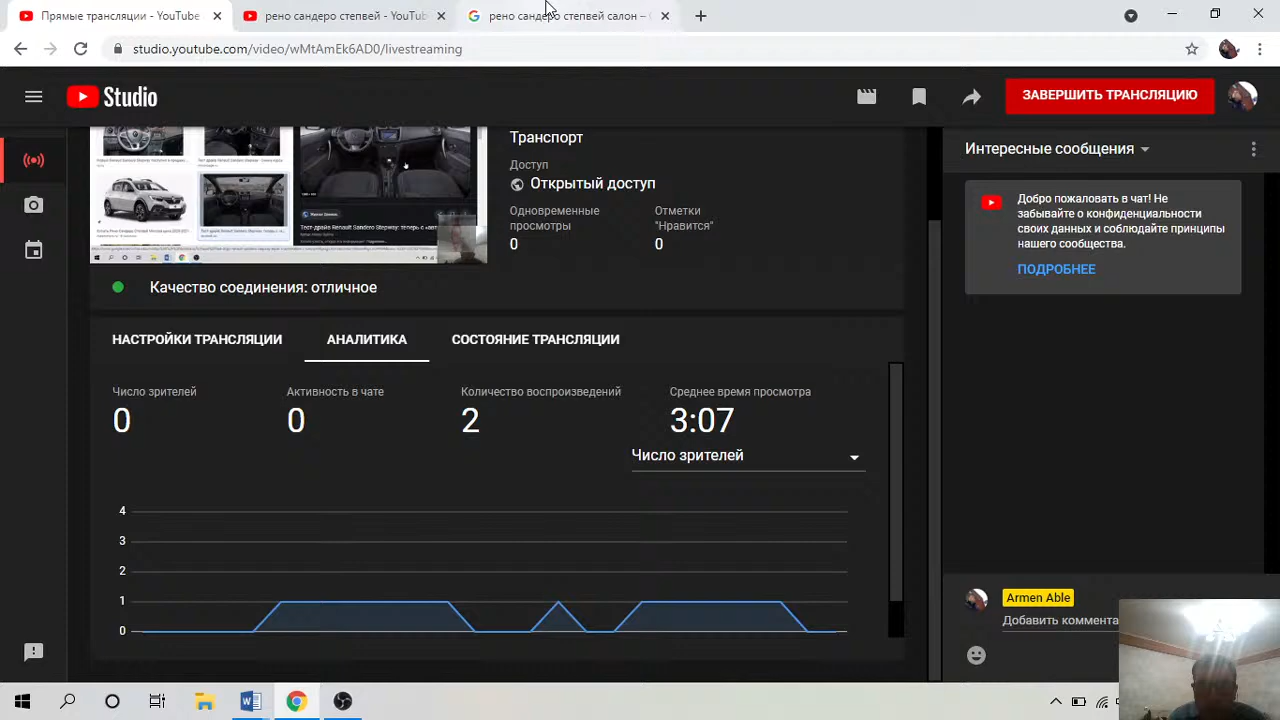 Прямые трансляции - YouTube
рено сандеро степвей - YouTub
рено сандеро степвей салон –
studio.youtube.com/video/wMtAmEk6AD0/livestreaming
Studio
ЗАВЕРШИТЬ ТРАНСЛЯЦИЮ
Транспорт
Доступ
Открытый доступ
Одновременные
просмотры
0
Отметки
"Нравится"
0
Качество соединения: отличное
НАСТРОЙКИ ТРАНСЛЯЦИИ
АНАЛИТИКА
СОСТОЯНИЕ ТРАНСЛЯЦИИ
Число зрителей
0
Активность в чате
0
Количество воспроизведений
2
Среднее время просмотра
3:07
Число зрителей
4
3
2
1
0
Интересные сообщения
Добро пожаловать в чат! Не
забывайте о конфиденциальности
своих данных и соблюдайте принципы
нашего сообщества.
ПОДРОБНЕЕ
Armen Able
Добавить коммента